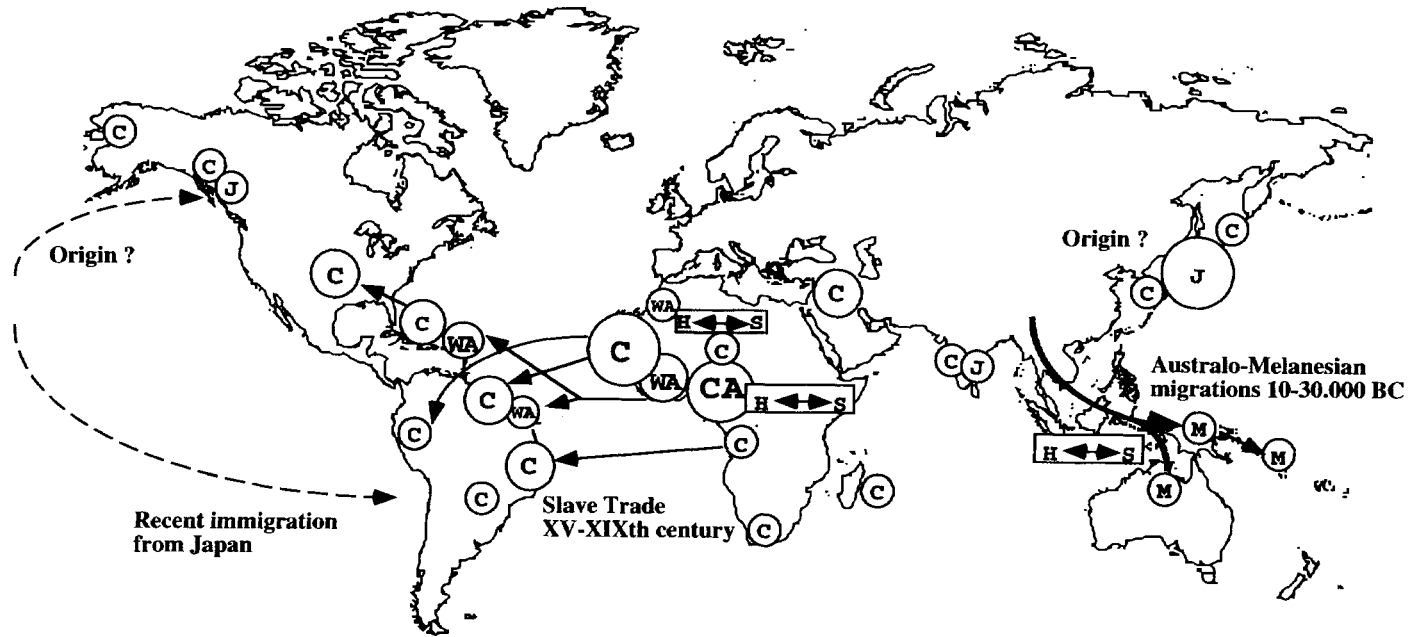 C
C
J
Origin ?
C
Origin ?
C
J
C
C
C
WA
H S
C
WA
C
C
C J
Australo-Melanesian
migrations 10-30.000 BC
WA
CA
H S
C
WA
M
C
C
H S
M
C
M
C
C
Slave Trade
XV-XIXth century
Recent immigration
from Japan
C